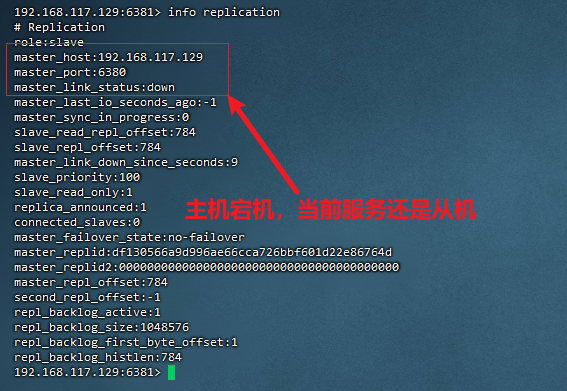 192.168.117.129:6381> info replication
# Replication
role:slave
master_host:192.168.117.129
master_port:6380
master_link_status:down
master_last_io_seconds_ago:-1
master_sync_in_progress:0
slave_read_repl_offset:784
slave_repl_offset:784
master_link_down_since_seconds:9
slave_priority:100
slave_read_only:1
replica_announced:1
主机宕机，当前服务还是从机
connected_slaves:0
master_failover_state:no-failover
master_replid:df130566a9d996ae66cca726bbf601d22e86764d
master_replid2:0000000000000000000000000000000000000000
master_repl_offset:784
second_repl_offset:-1
repl_backlog_active:1
repl_backlog_size:1048576
repl_backlog_first_byte_offset:1
repl_backlog_histlen:784
192.168.117.129:6381>